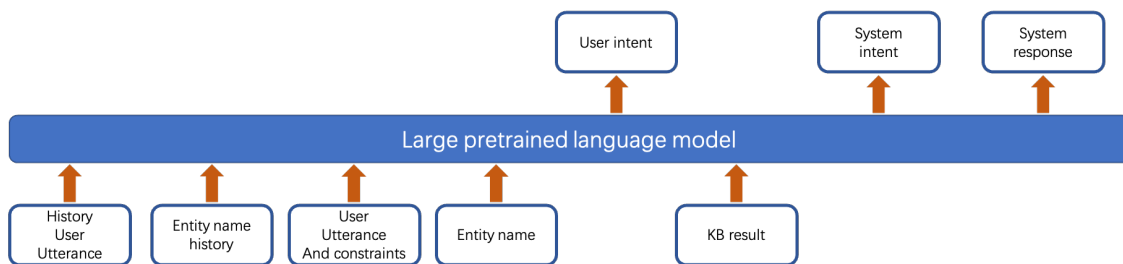 User intent
System
intent
System
response
Large pretrained language model
History
User
Utterance
Entity name
history
User
Utterance
And constraints
Entity name
KB result